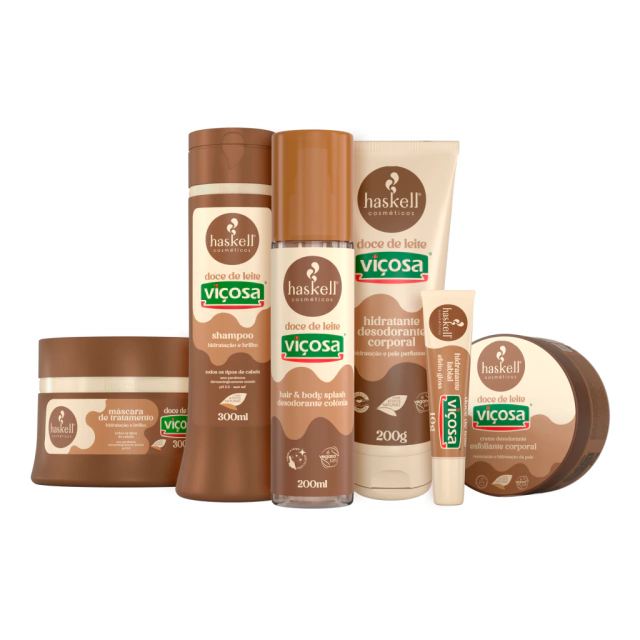 haskell
cosméticos
máscara
de tratamento
hidratação e brilho
doce de leite
viçosa
haskell
cosméticos
doce de leite
viçosa
shampoo
hidratação e brilho
todos os tipos de cabelo
300ml
haskell
cosméticos
doce de leite
viçosa
hair & body splash
desodorante colônia
200ml
haskell
cosméticos
doce de leite
viçosa
hidratante
desodorante
corporal
hidratação e pele perfumada
200g
haskell
cosméticos
hidratante
labial
efeito gloss
viçosa
10g
haskell
cosméticos
doce de leite
viçosa
creme desodorante
esfoliante corporal